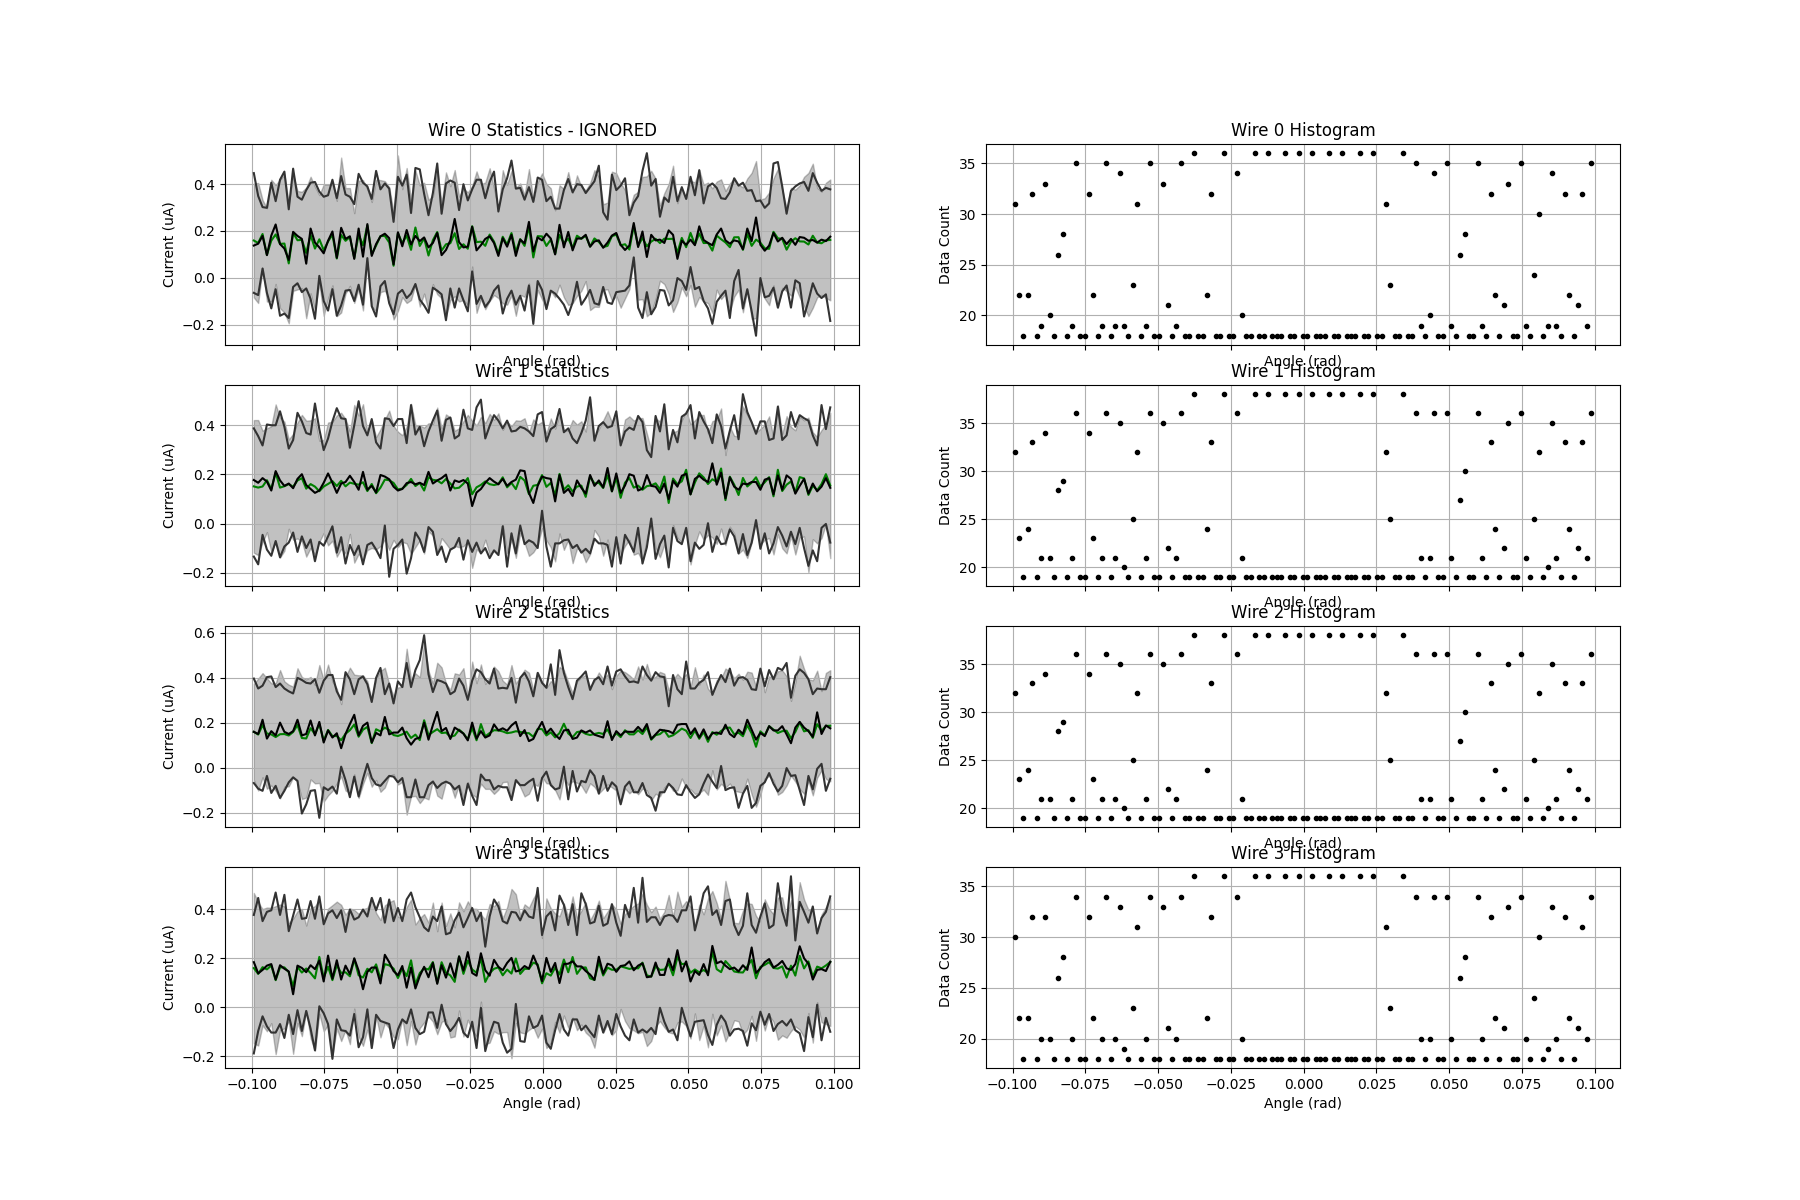 Wire 0 Statistics - IGNORED
Current (uA)
0.4
0.2
0.0
−0.2
Angle (rad)
Wire 0 Histogram
Data Count
35
30
25
20
Angle (rad)
Wire 1 Statistics
Current (uA)
0.4
0.2
0.0
−0.2
Angle (rad)
Wire 1 Histogram
Data Count
35
30
25
20
Angle (rad)
Wire 2 Statistics
Current (uA)
0.6
0.4
0.2
0.0
−0.2
Angle (rad)
Wire 2 Histogram
Data Count
35
30
25
20
Angle (rad)
Wire 3 Statistics
Current (uA)
0.4
0.2
0.0
−0.2
−0.100 −0.075 −0.050 −0.025 0.000 0.025 0.050 0.075 0.100
Angle (rad)
Wire 3 Histogram
Data Count
35
30
25
20
−0.100 −0.075 −0.050 −0.025 0.000 0.025 0.050 0.075 0.100
Angle (rad)